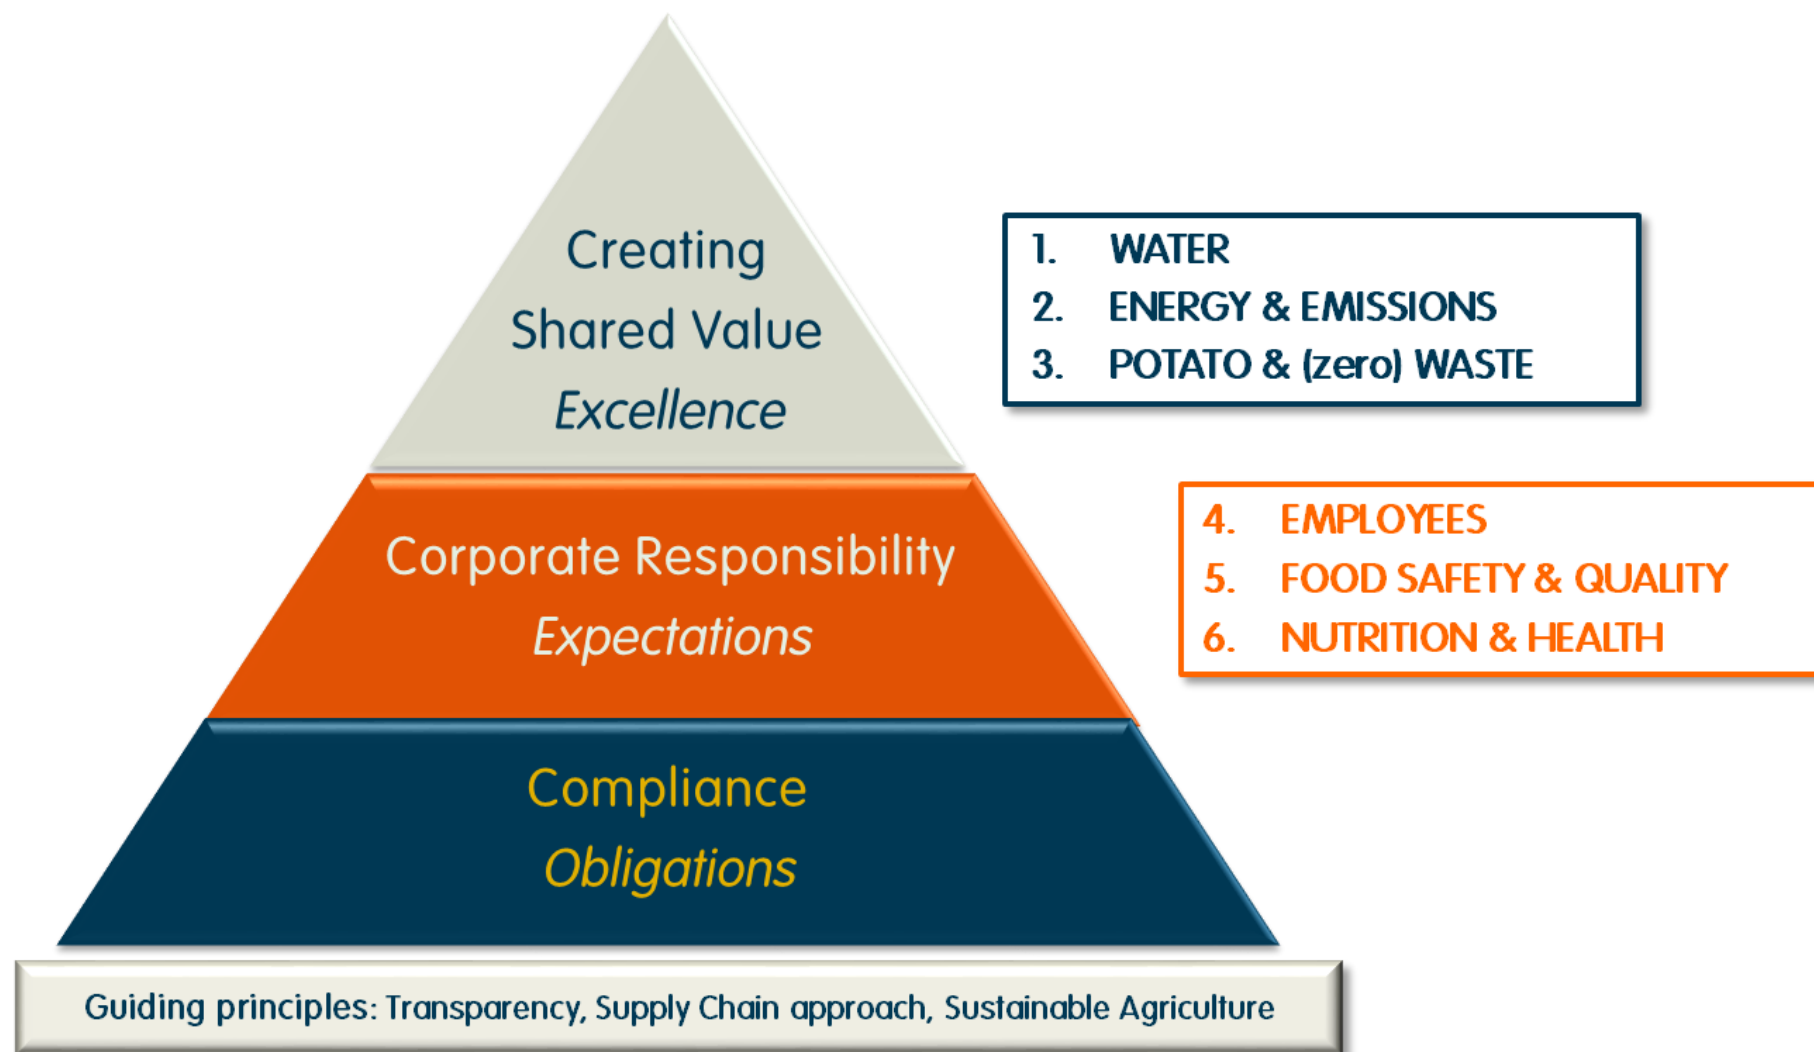 Creating
Shared Value
Excellence
1. WATER
2. ENERGY & EMISSIONS
3. POTATO & (zero) WASTE
Corporate Responsibility
Expectations
4. EMPLOYEES
5. FOOD SAFETY & QUALITY
6. NUTRITION & HEALTH
Compliance
Obligations
Guiding principles: Transparency, Supply Chain approach, Sustainable Agriculture